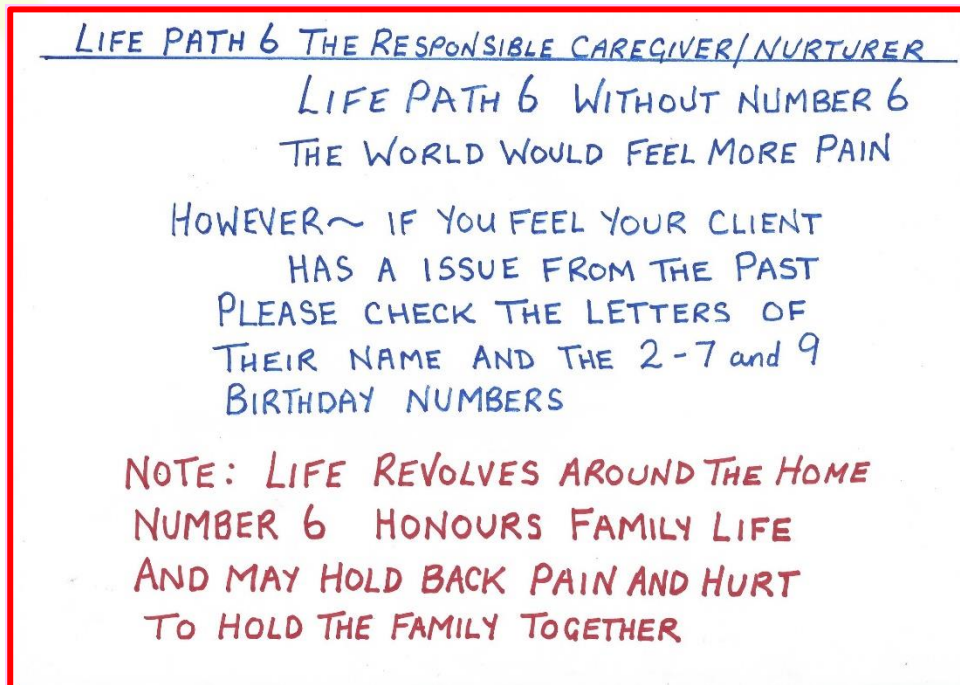 LIFE PATH 6 THE RESPONSIBLE CAREGIVER/NURTURER
LIFE PATH 6 WITHOUT NUMBER 6
THE WORLD WOULD FEEL MORE PAIN
HOWEVER~ IF YOU FEEL YOUR CLIENT
HAS A ISSUE FROM THE PAST
PLEASE CHECK THE LETTERS OF
THEIR NAME AND THE 2-7 and 9
BIRTHDAY NUMBERS
NOTE: LIFE REVOLVES AROUND THE HOME
NUMBER 6 HONOURS FAMILY LIFE
AND MAY HOLD BACK PAIN AND HURT
TO HOLD THE FAMILY TOGETHER